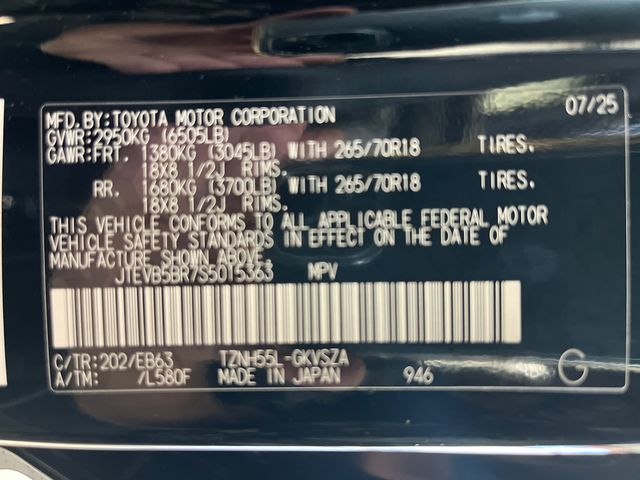 MFD.BY:TOYOTA MOTOR CORPORATION 07/25
GVWR:2950KG (6505LB)
GAWR:FRT. 1380KG (3045LB) WITH 265/70R18 TIRES.
18X8 1/2J RIMS.
RR. 1680KG (3700LB) WITH 265/70R18 TIRES.
18X8 1/2J RIMS.
THIS VEHICLE CONFORMS TO ALL APPLICABLE FEDERAL MOTOR
VEHICLE SAFETY STANDARDS IN EFFECT ON THE DATE OF
MANUFACTURE SHOWN ABOVE.
JTEVB5BR7S5015363 MPV
C/TR:202/EB63 TZNH55L-GKVSZA
A/TM: /L580F MADE IN JAPAN 946 G